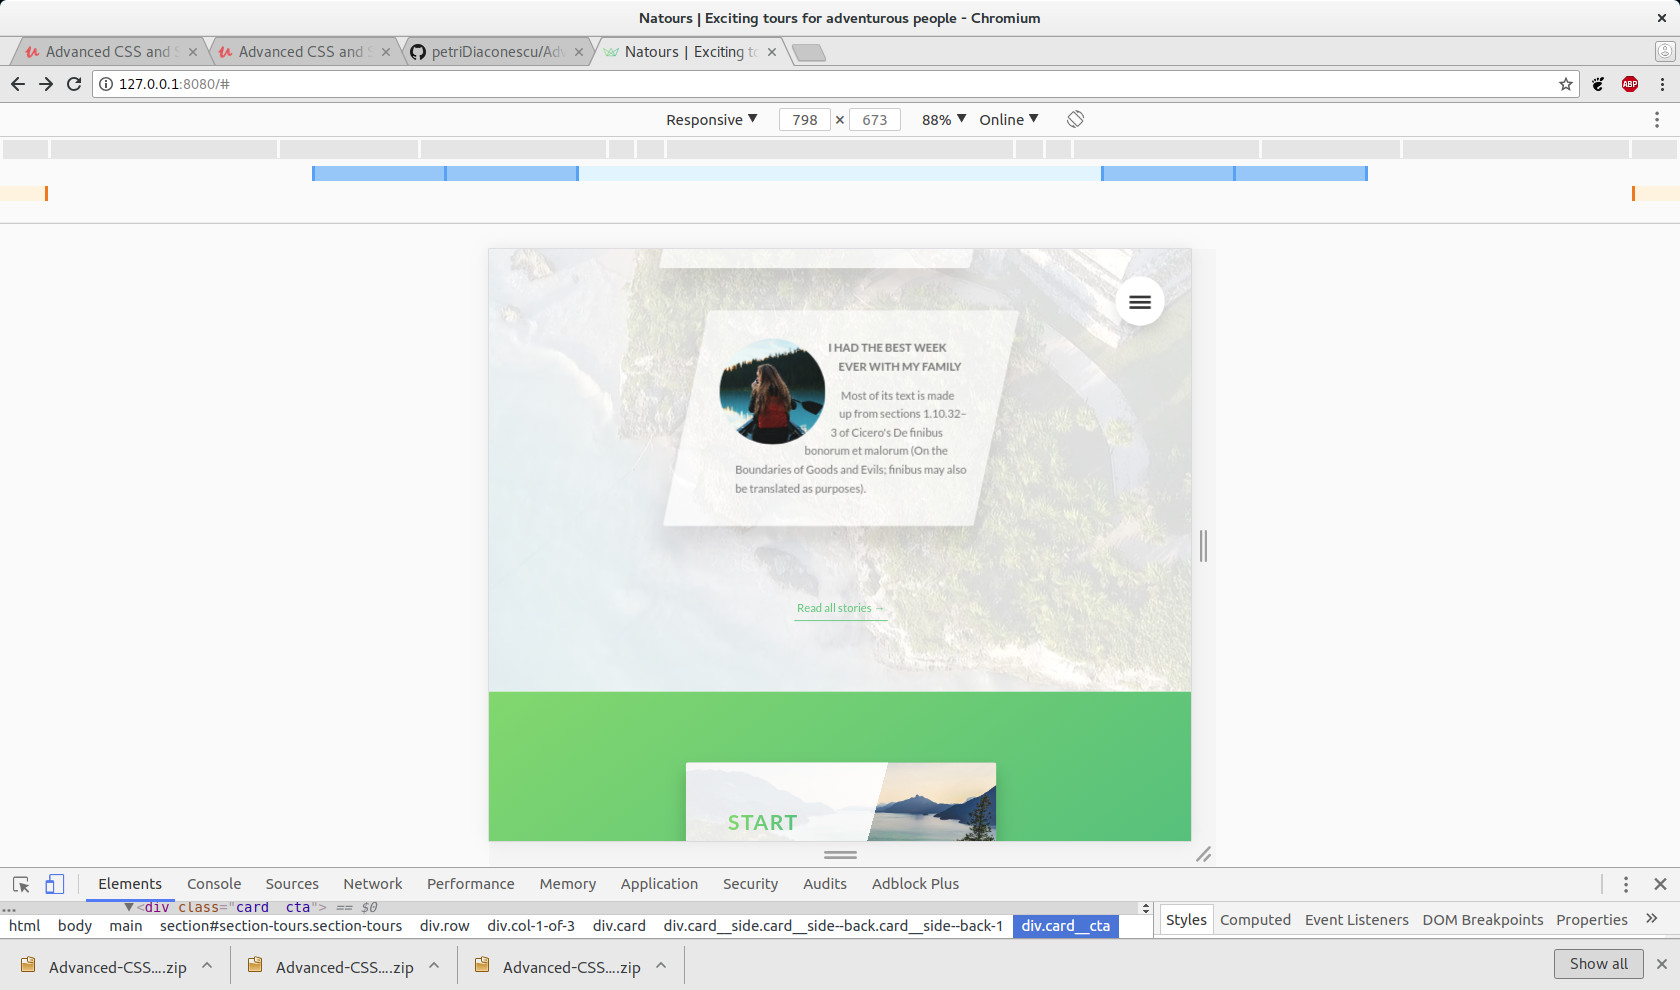 Natours | Exciting tours for adventurous people - Chromium
Advanced CSS and
Advanced CSS and
petriDiaconescu/Adv
Natours | Exciting to
127.0.0.1:8080/#
ABP
Responsive ▼ 798 × 673 88% ▼ Online ▼
I HAD THE BEST WEEK
EVER WITH MY FAMILY
Most of its text is made
up from sections 1.10.32–
3 of Cicero's De finibus
bonorum et malorum (On the
Boundaries of Goods and Evils; finibus may also
be translated as purposes).
Read all stories →
START
Elements Console Sources Network Performance Memory Application Security Audits Adblock Plus
... ▼<div class="card__cta"> == $0
html body main section#section-tours.section-tours div.row div.col-1-of-3 div.card div.card__side.card__side--back.card__side--back-1 div.card__cta
Styles Computed Event Listeners DOM Breakpoints Properties »
Advanced-CSS....zip
Advanced-CSS....zip
Advanced-CSS....zip
Show all